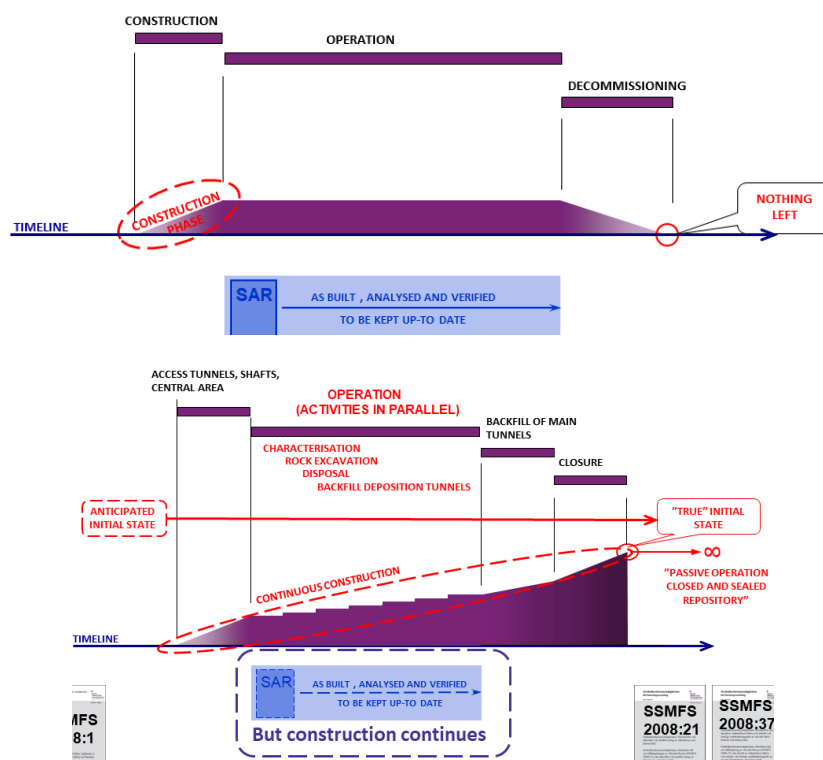 CONSTRUCTION
OPERATION
DECOMMISSIONING
CONSTRUCTION
PHASE
NOTHING
LEFT
TIMELINE
SAR
AS BUILT , ANALYSED AND VERIFIED
TO BE KEPT UP-TO DATE
ACCESS TUNNELS, SHAFTS,
CENTRAL AREA
OPERATION
(ACTIVITIES IN PARALLEL)
BACKFILL OF MAIN
TUNNELS
CHARACTERISATION
ROCK EXCAVATION
DISPOSAL
BACKFILL DEPOSITION TUNNELS
CLOSURE
ANTICIPATED
INITIAL STATE
"TRUE" INITIAL
STATE
∞
"PASSIVE OPERATION
CLOSED AND SEALED
REPOSITORY"
CONTINUOUS CONSTRUCTION
TIMELINE
SAR
AS BUILT, ANALYSED AND VERIFIED
TO BE KEPT UP-TO DATE
But construction continues
MFS
8:1
SSMFS
2008:21
SSMFS
2008:37